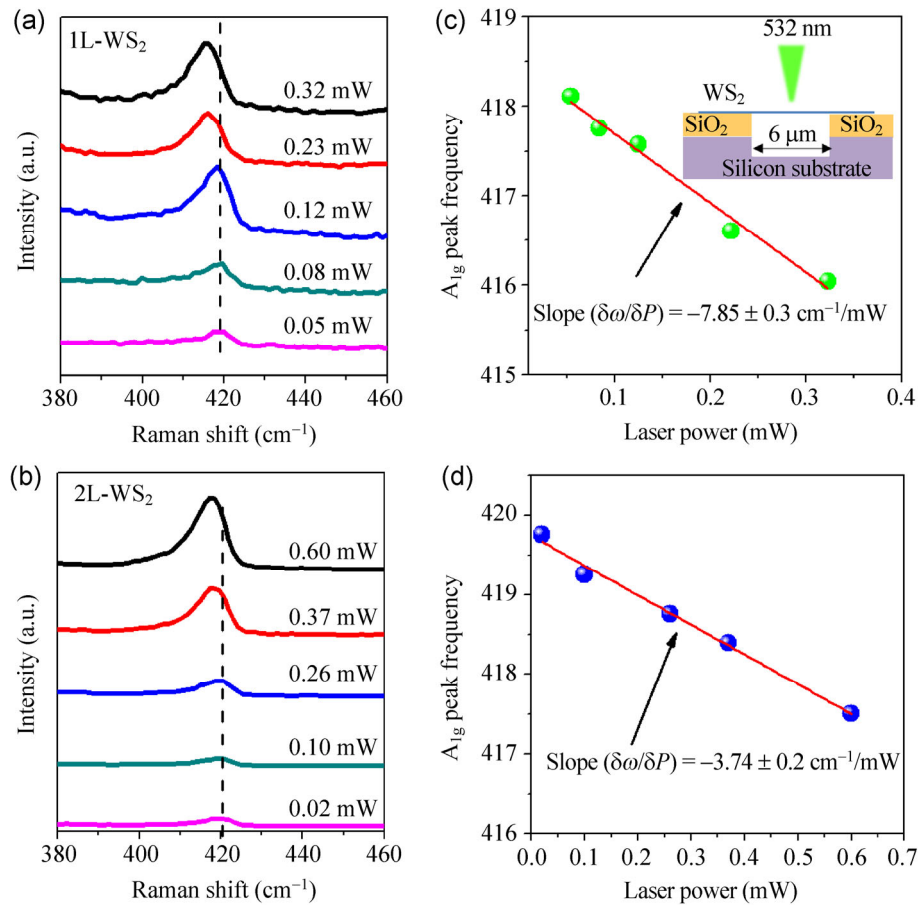 (a)
1L-WS₂
0.32 mW
0.23 mW
0.12 mW
0.08 mW
0.05 mW
Intensity (a.u.)
380 400 420 440 460
Raman shift (cm⁻¹)
(c)
419
418
417
416
415
A₁g peak frequency
532 nm
WS₂
SiO₂ SiO₂
6 μm
Silicon substrate
Slope (δω/δP) = −7.85 ± 0.3 cm⁻¹/mW
0.1 0.2 0.3 0.4
Laser power (mW)
(b)
2L-WS₂
0.60 mW
0.37 mW
0.26 mW
0.10 mW
0.02 mW
Intensity (a.u.)
380 400 420 440 460
Raman shift (cm⁻¹)
(d)
420
419
418
417
416
A₁g peak frequency
Slope (δω/δP) = −3.74 ± 0.2 cm⁻¹/mW
0.0 0.1 0.2 0.3 0.4 0.5 0.6 0.7
Laser power (mW)